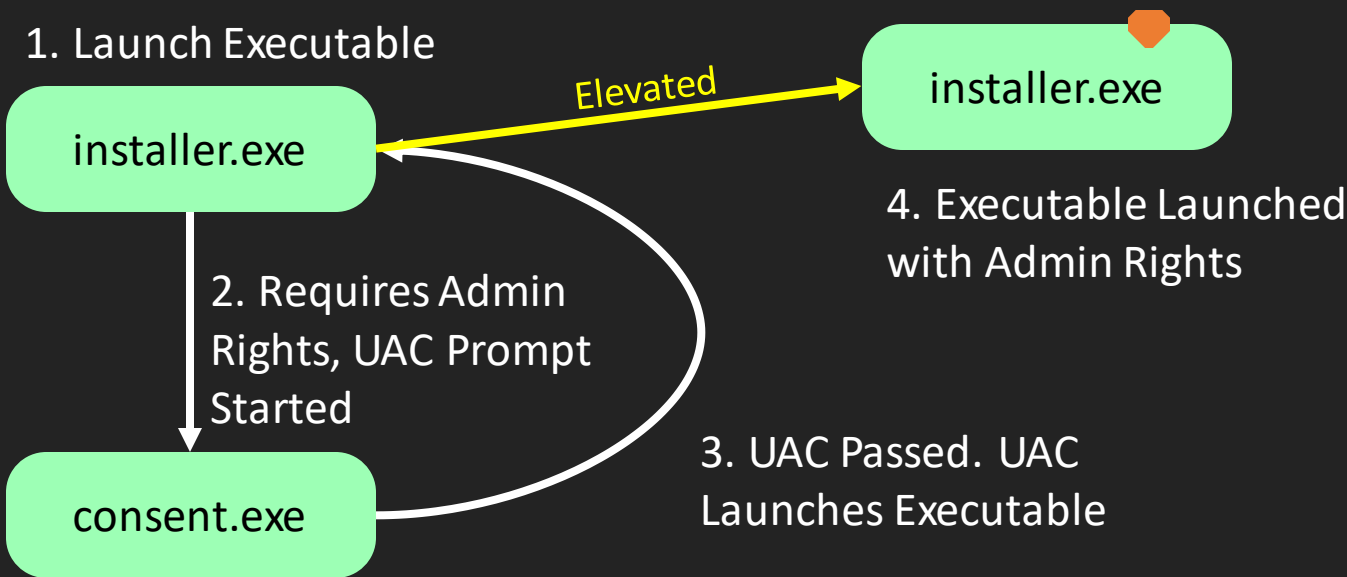 1. Launch Executable
installer.exe
Elevated
installer.exe
4. Executable Launched
with Admin Rights
2. Requires Admin
Rights, UAC Prompt
Started
3. UAC Passed. UAC
Launches Executable
consent.exe